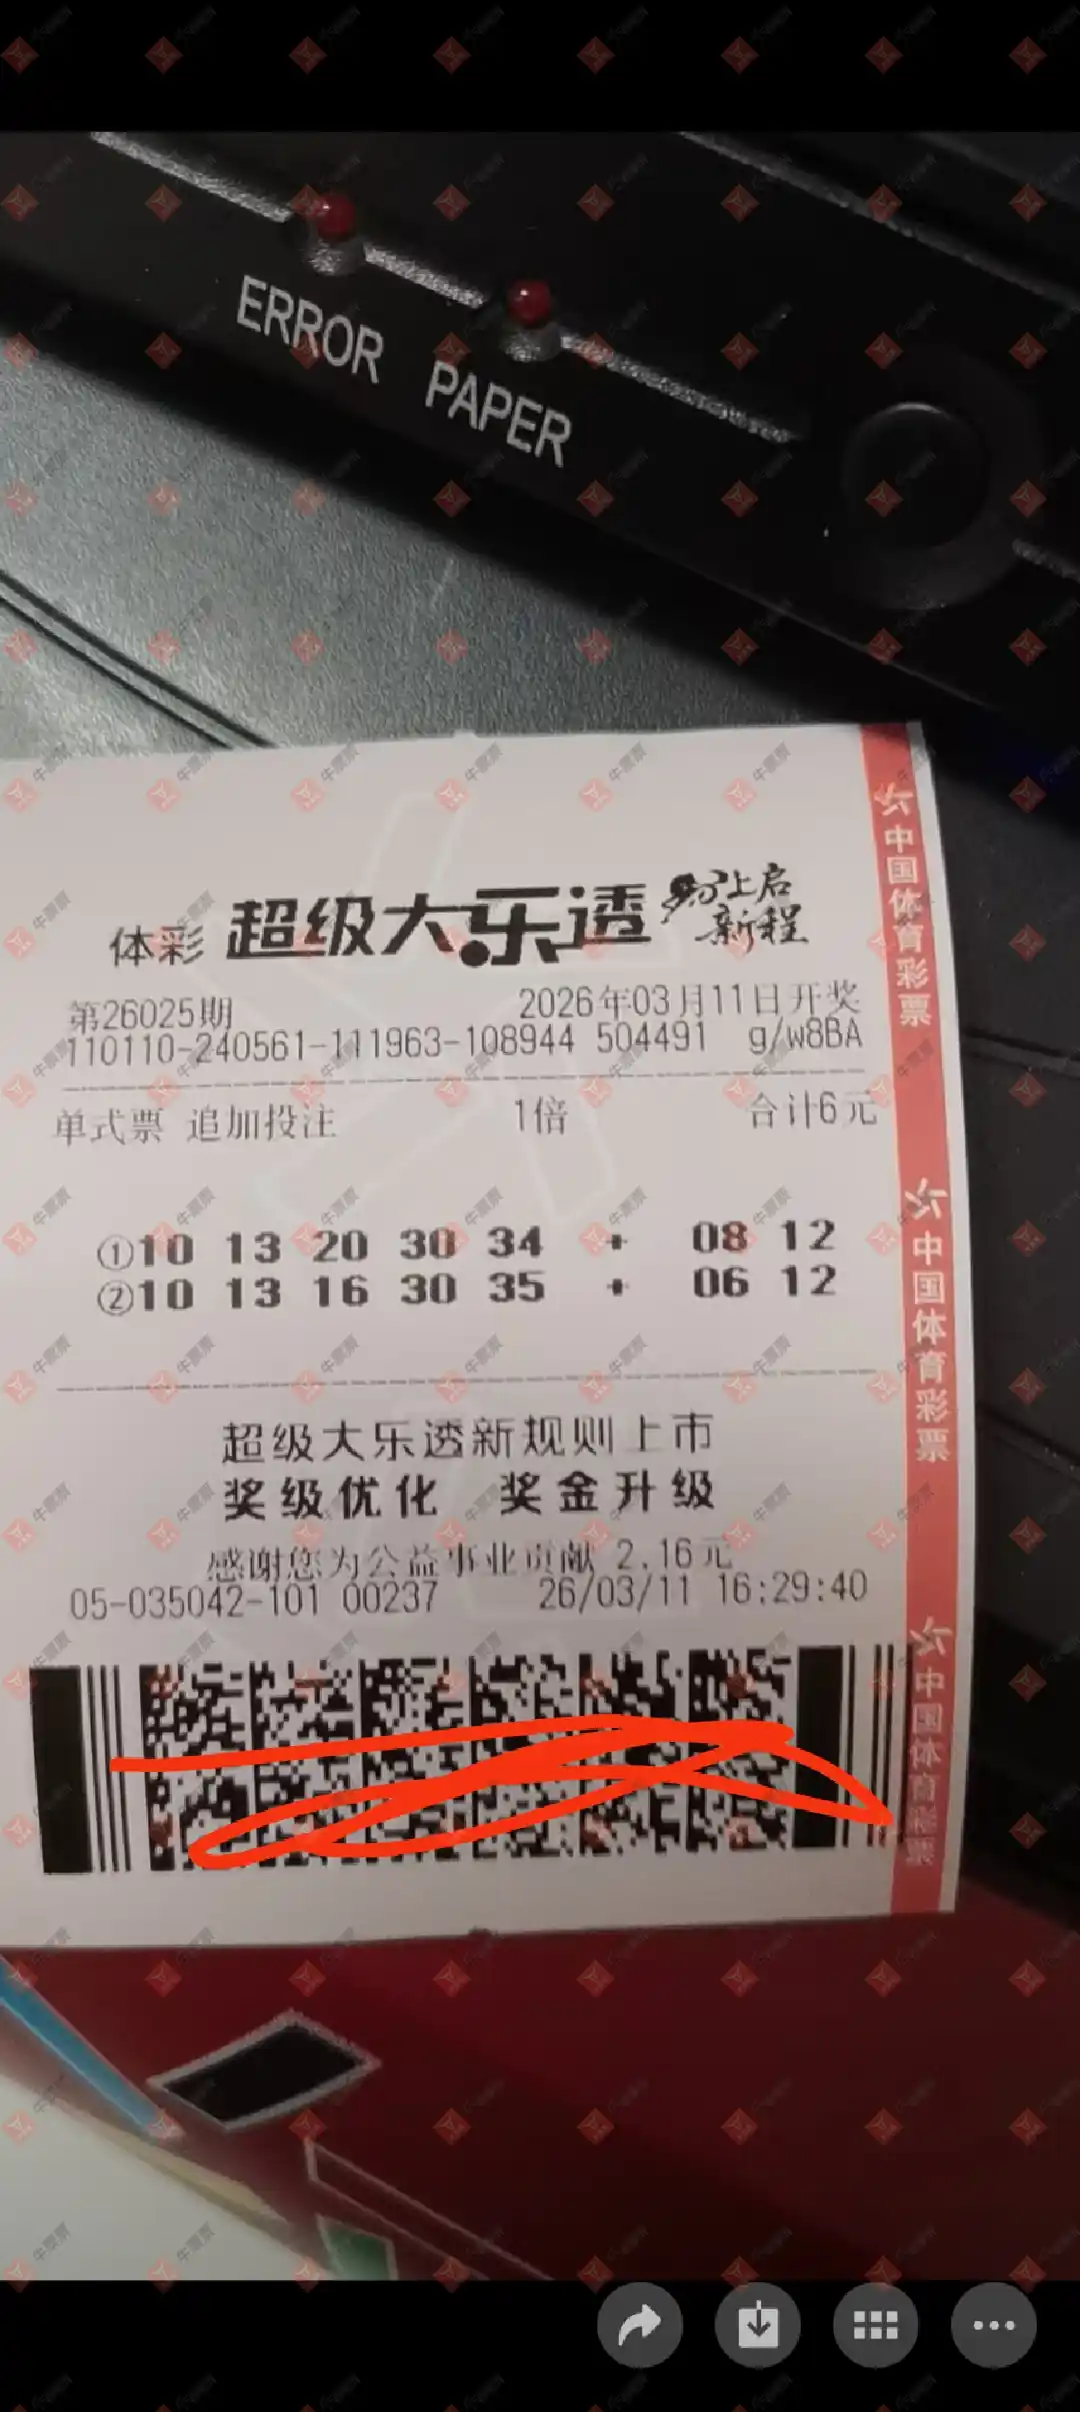 ERROR PAPER
体彩 超级大乐透 马上启
新程
第26025期 2026年03月11日开奖
110110-240561-111963-108944 504491 g/w8BA
单式票 追加投注 1倍 合计6元
①10 13 20 30 34 + 08 12
②10 13 16 30 35 + 06 12
超级大乐透新规则上市
奖级优化 奖金升级
感谢您为公益事业贡献 2.16元
05-035042-101 00237 26/03/11 16:29:40
中国体育彩票
中国体育彩票
中国体育彩票
牛票票